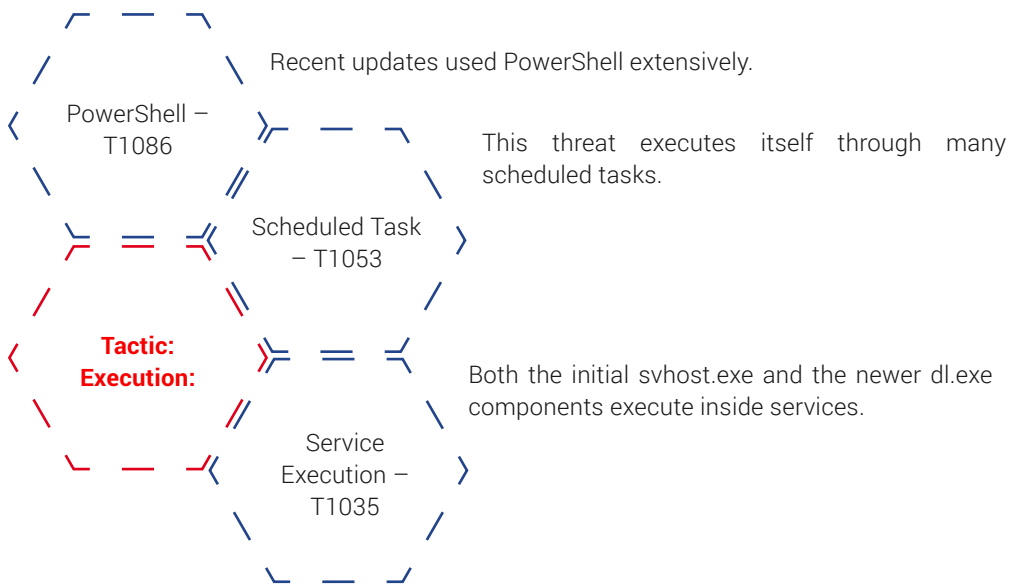 Recent updates used PowerShell extensively.
PowerShell –
T1086
This threat executes itself through many
scheduled tasks.
Scheduled Task
– T1053
Tactic:
Execution:
Both the initial svhost.exe and the newer dl.exe
components execute inside services.
Service
Execution –
T1035